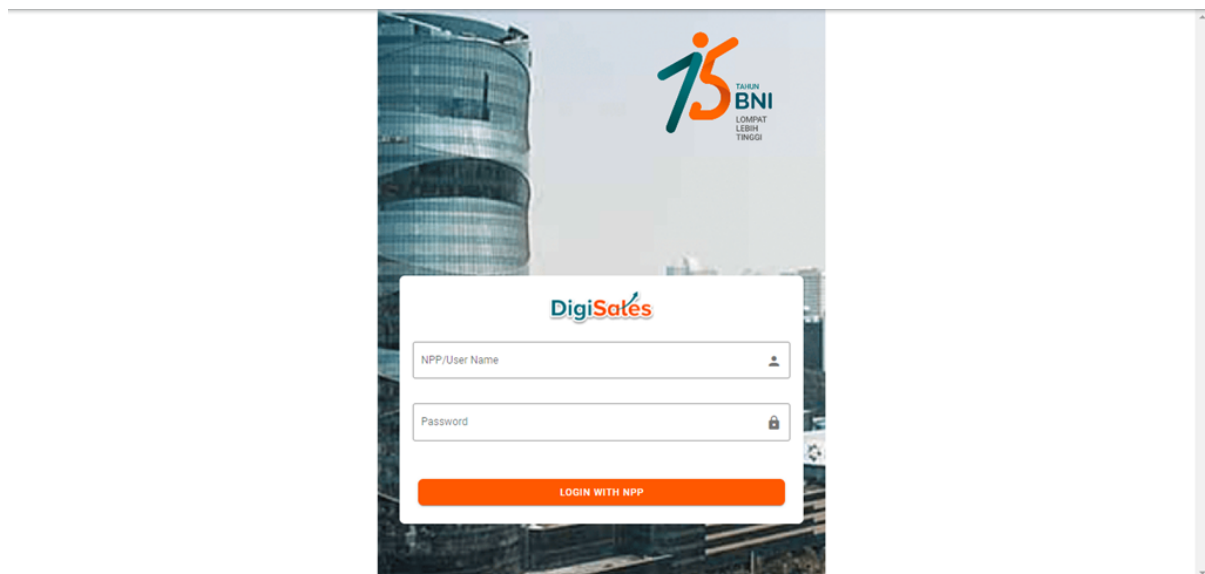 75
TAHUN
BNI
LOMPAT
LEBIH
TINGGI
DigiSales
NPP/User Name
Password
LOGIN WITH NPP